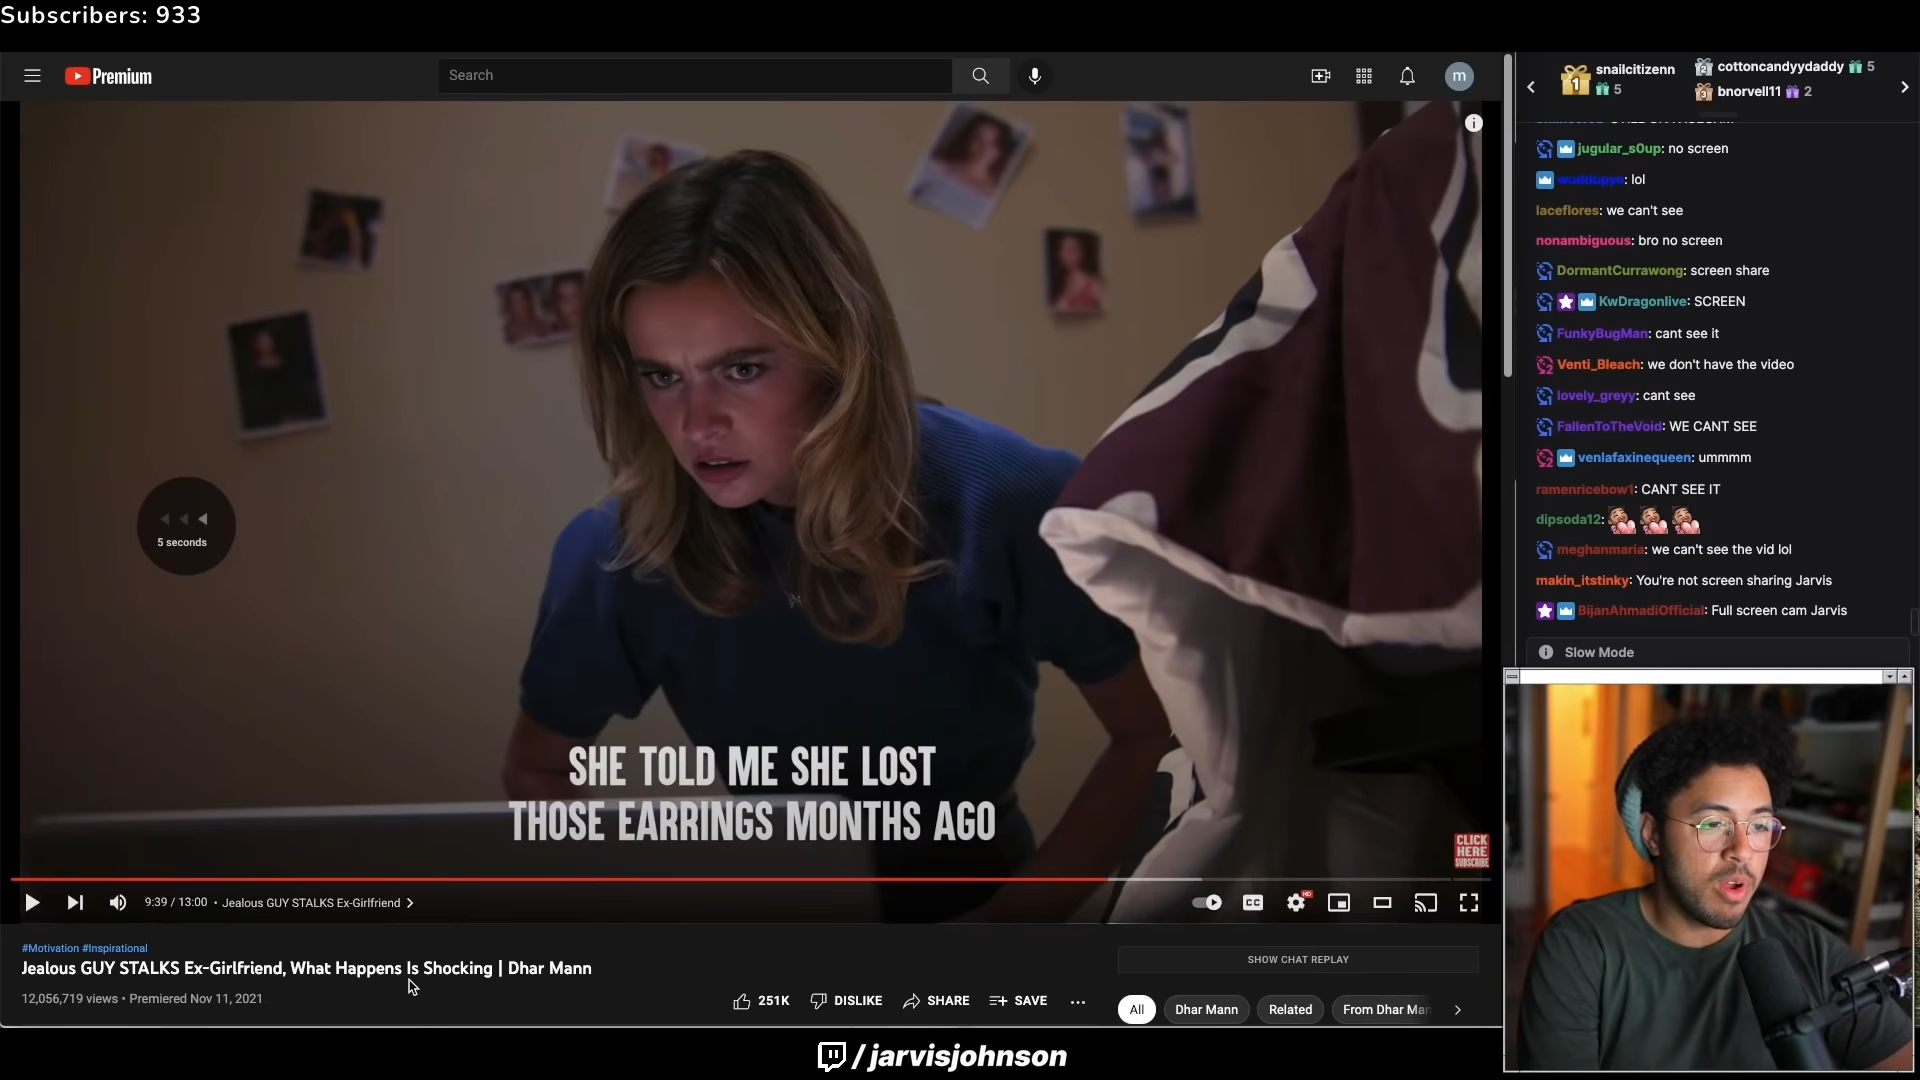 Subscribers: 933
Premium
Search
m
snailcitizenn
5
cottoncandyydaddy 5
bnorvell11 2
jugular_s0up: no screen
wuddupyo: lol
laceflores: we can't see
nonambiguous: bro no screen
DormantCurrawong: screen share
KwDragonlive: SCREEN
FunkyBugMan: cant see it
Venti_Bleach: we don't have the video
lovely_greyy: cant see
FallenToTheVoid: WE CANT SEE
venlafaxinequeen: ummmm
ramenricebow1: CANT SEE IT
dipsoda12:
meghanmaria: we can't see the vid lol
makin_itstinky: You're not screen sharing Jarvis
BijanAhmadiOfficial: Full screen cam Jarvis
Slow Mode
5 seconds
SHE TOLD ME SHE LOST
THOSE EARRINGS MONTHS AGO
CLICK
HERE
SUBSCRIBE
9:39 / 13:00 • Jealous GUY STALKS Ex-Girlfriend
CC
HD
#Motivation #Inspirational
Jealous GUY STALKS Ex-Girlfriend, What Happens Is Shocking | Dhar Mann
12,056,719 views • Premiered Nov 11, 2021
251K
DISLIKE
SHARE
SAVE
SHOW CHAT REPLAY
All
Dhar Mann
Related
From Dhar Man
/jarvisjohnson